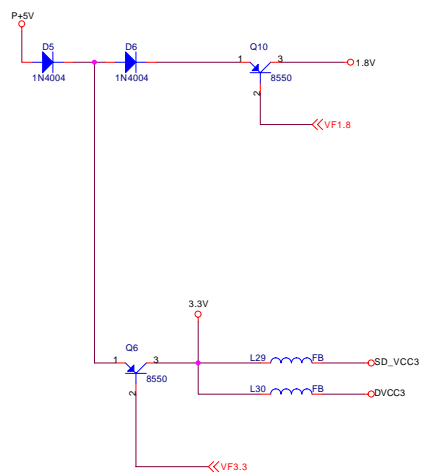 P+5V
D5
D6
Q10
1
3
1.8V
1N4004
1N4004
8550
2
VF1.8
3.3V
Q6
1
3
L29
FB
SD_VCC3
8550
2
L30
FB
DVCC3
VF3.3